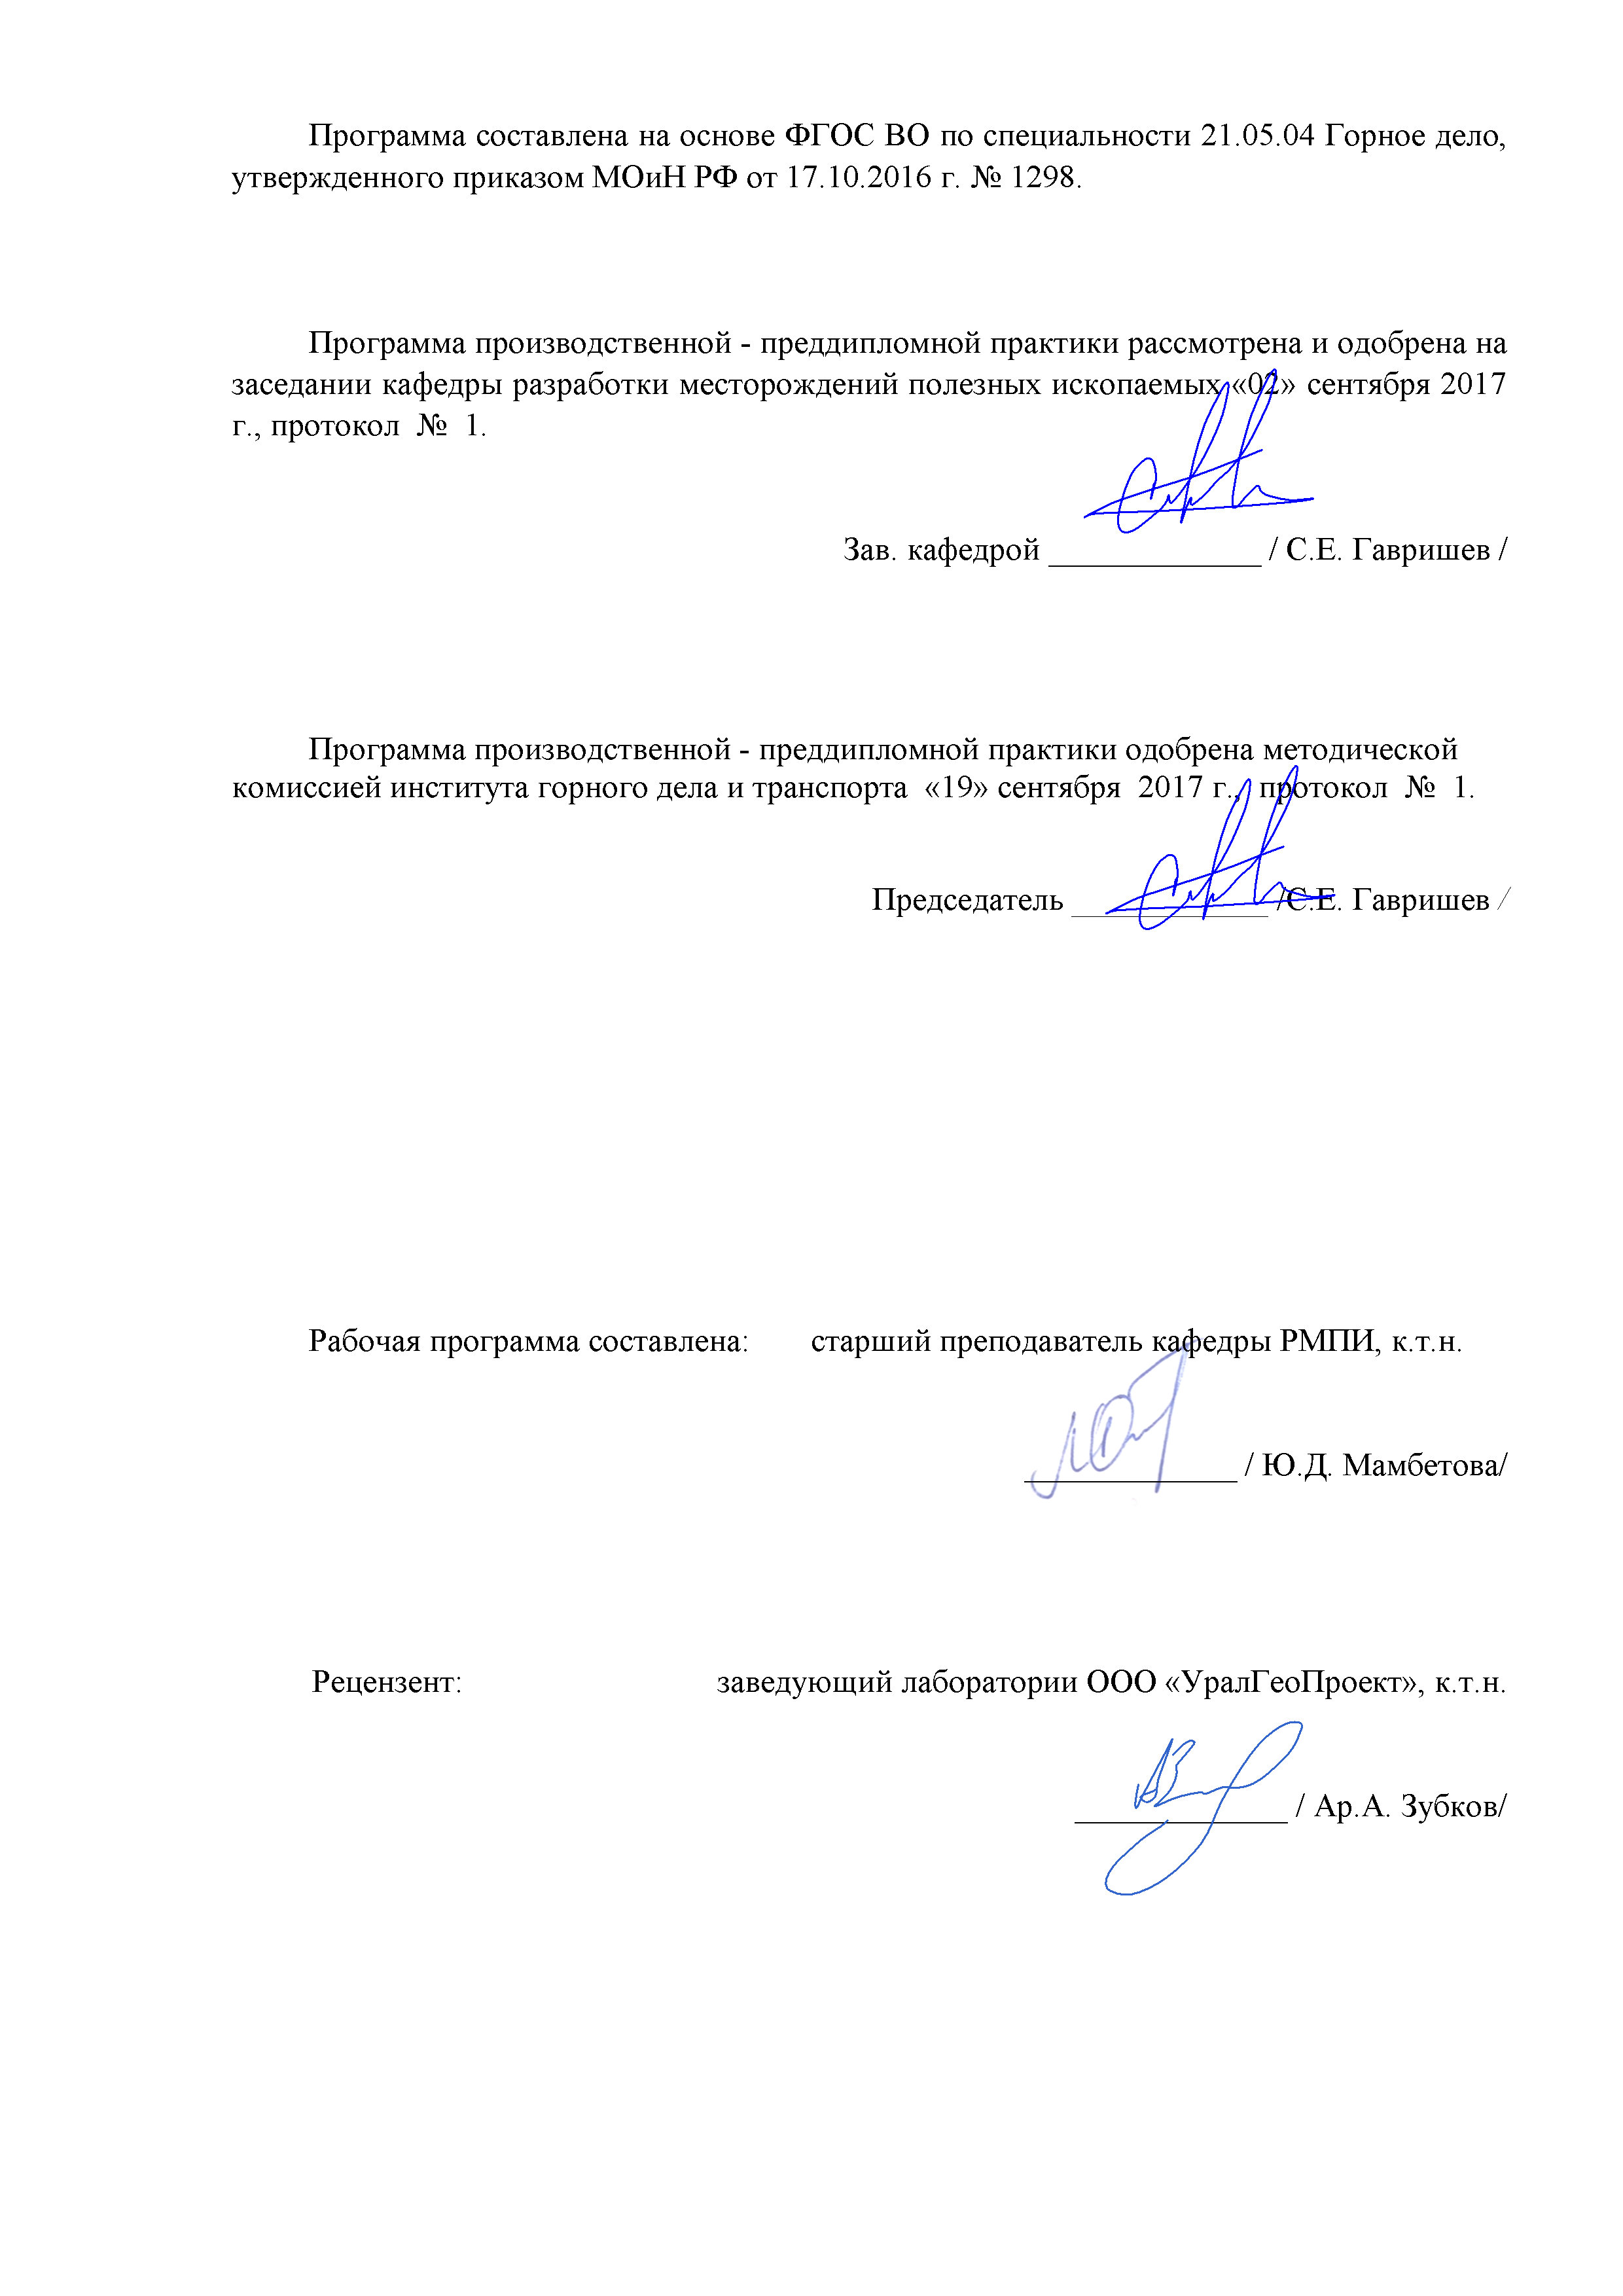 Программа составлена на основе ФГОС ВО по специальности 21.05.04 Горное дело,
утвержденного приказом МОиН РФ от 17.10.2016 г. № 1298.
Программа производственной - преддипломной практики рассмотрена и одобрена на
заседании кафедры разработки месторождений полезных ископаемых «02» сентября 2017
г., протокол № 1.
Зав. кафедрой _____________ / С.Е. Гавришев /
Программа производственной - преддипломной практики одобрена методической
комиссией института горного дела и транспорта «19» сентября 2017 г., протокол № 1.
Председатель ____________ /С.Е. Гавришев /
Рабочая программа составлена: старший преподаватель кафедры РМПИ, к.т.н.
_____________ / Ю.Д. Мамбетова/
Рецензент: заведующий лаборатории ООО «УралГеоПроект», к.т.н.
_____________ / Ар.А. Зубков/